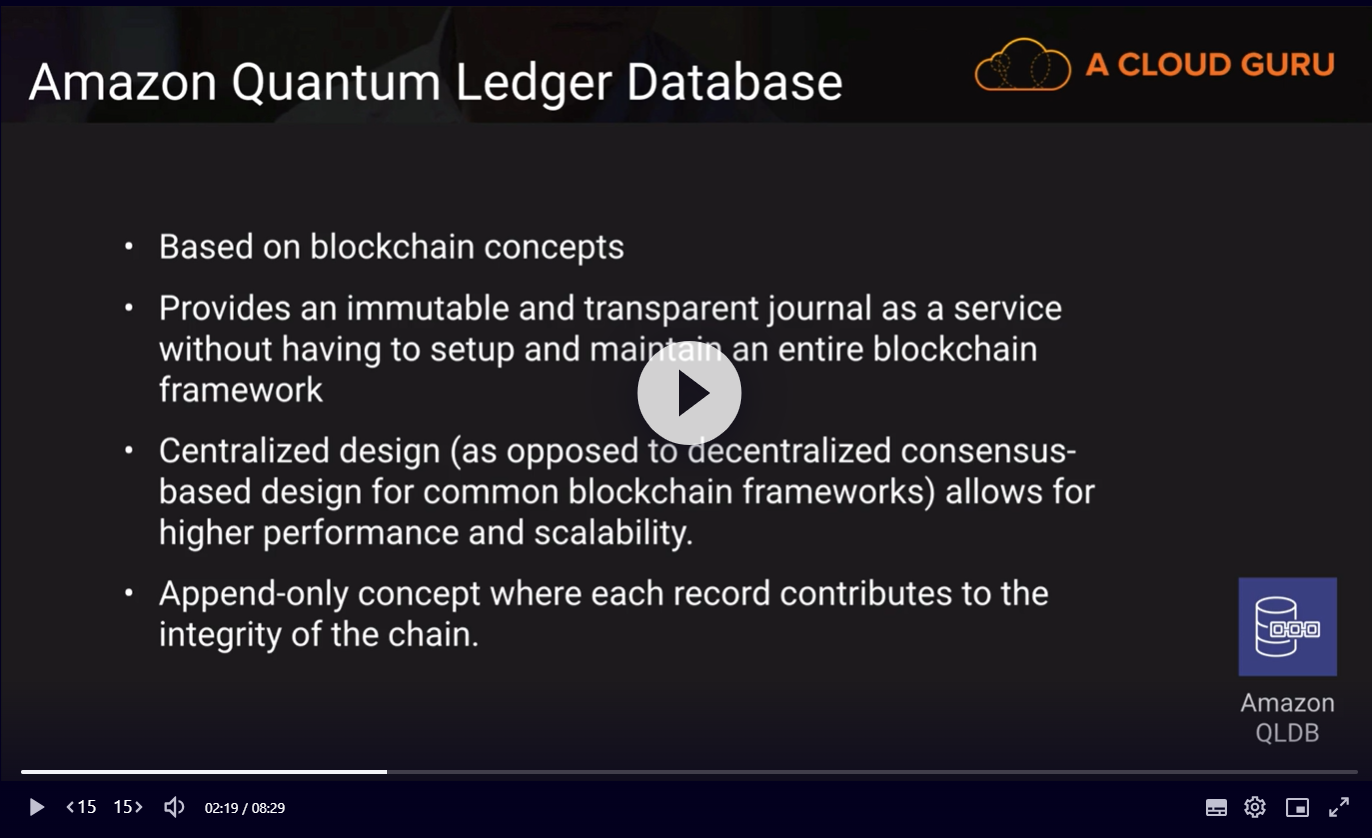 Amazon Quantum Ledger Database
A CLOUD GURU
• Based on blockchain concepts
• Provides an immutable and transparent journal as a service
without having to setup and maintain an entire blockchain
framework
• Centralized design (as opposed to decentralized consensus-
based design for common blockchain frameworks) allows for
higher performance and scalability.
• Append-only concept where each record contributes to the
integrity of the chain.
Amazon
QLDB
<15 15> 02:19 / 08:29